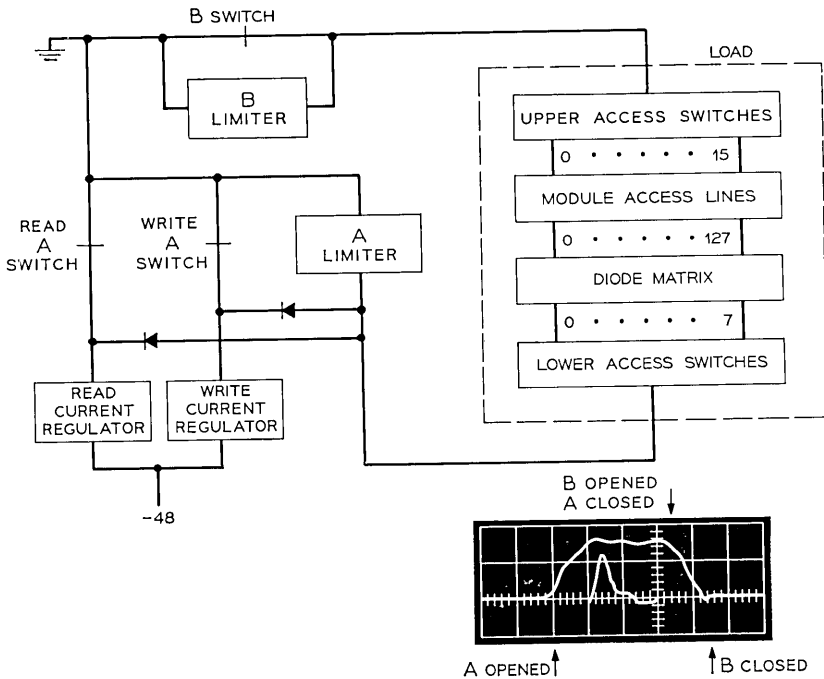 B SWITCH
B
LIMITER
LOAD
UPPER ACCESS SWITCHES
0 • • • • • 15
MODULE ACCESS LINES
0 • • • • • 127
DIODE MATRIX
0 • • • • • 7
LOWER ACCESS SWITCHES
READ
A
SWITCH
WRITE
A
SWITCH
A
LIMITER
READ
CURRENT
REGULATOR
WRITE
CURRENT
REGULATOR
-48
B OPENED
A CLOSED
A OPENED
B CLOSED